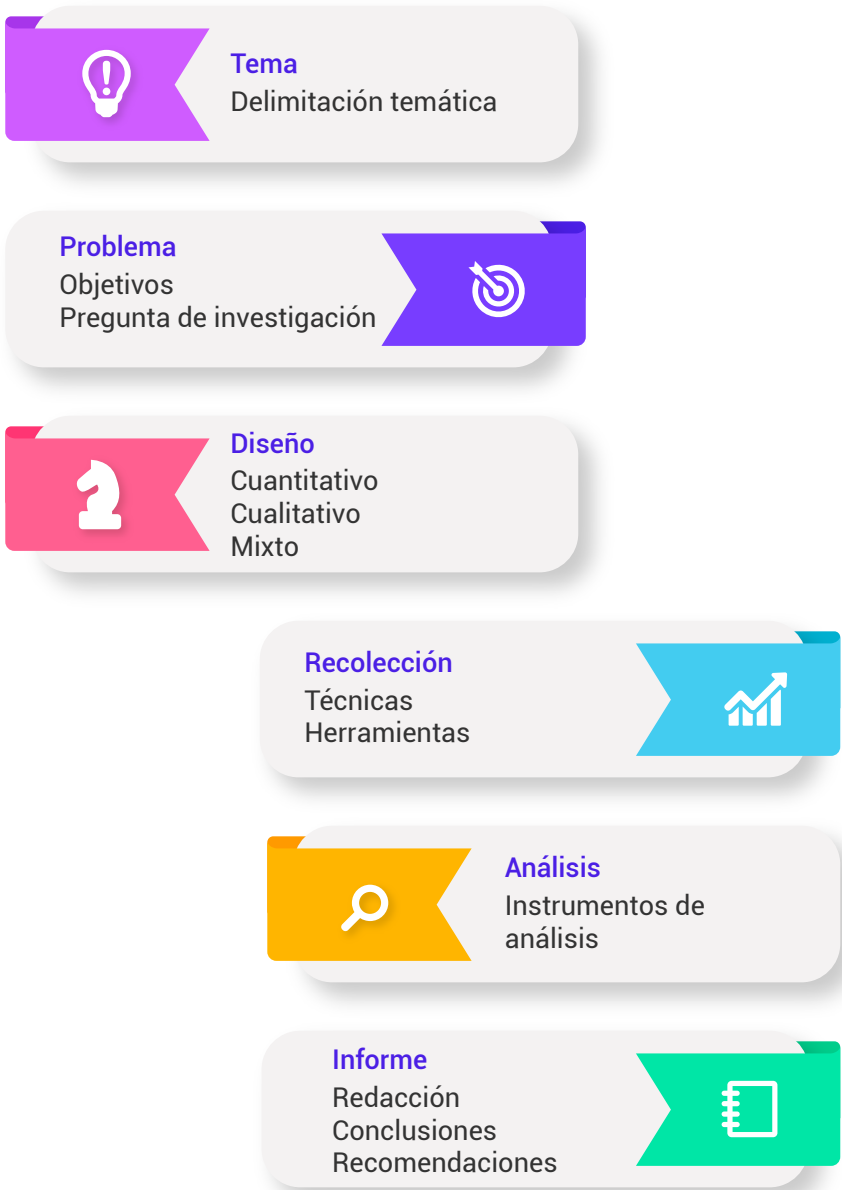 Tema
Delimitación temática
Problema
Objetivos
Pregunta de investigación
Diseño
Cuantitativo
Cualitativo
Mixto
Recolección
Técnicas
Herramientas
Análisis
Instrumentos de
análisis
Informe
Redacción
Conclusiones
Recomendaciones